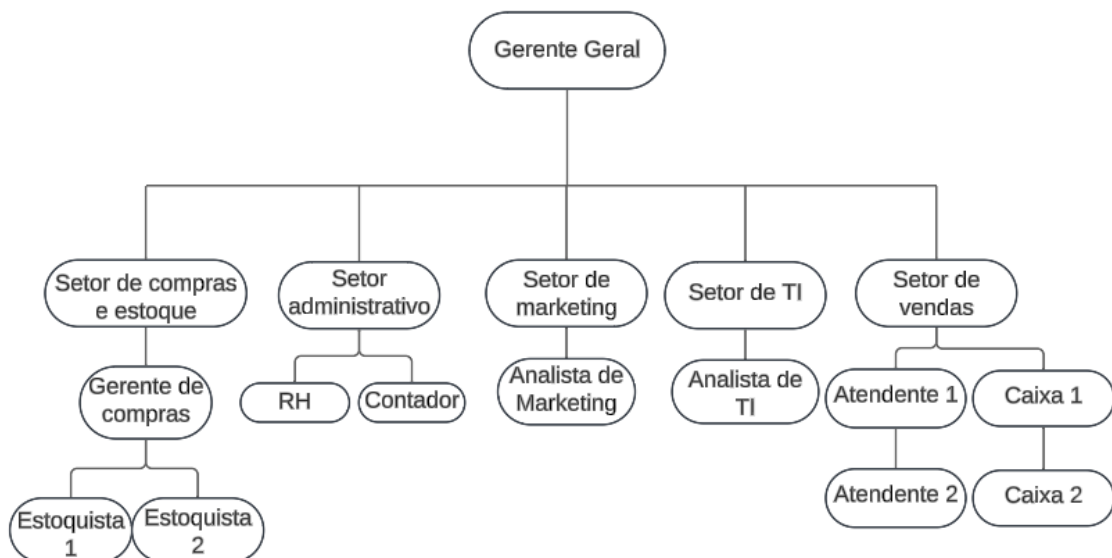 Gerente Geral
Setor de compras
e estoque
Setor
administrativo
Setor de
marketing
Setor de TI
Setor de
vendas
Gerente de
compras
RH
Contador
Analista de
Marketing
Analista de
TI
Atendente 1
Caixa 1
Estoquista
1
Estoquista
2
Atendente 2
Caixa 2